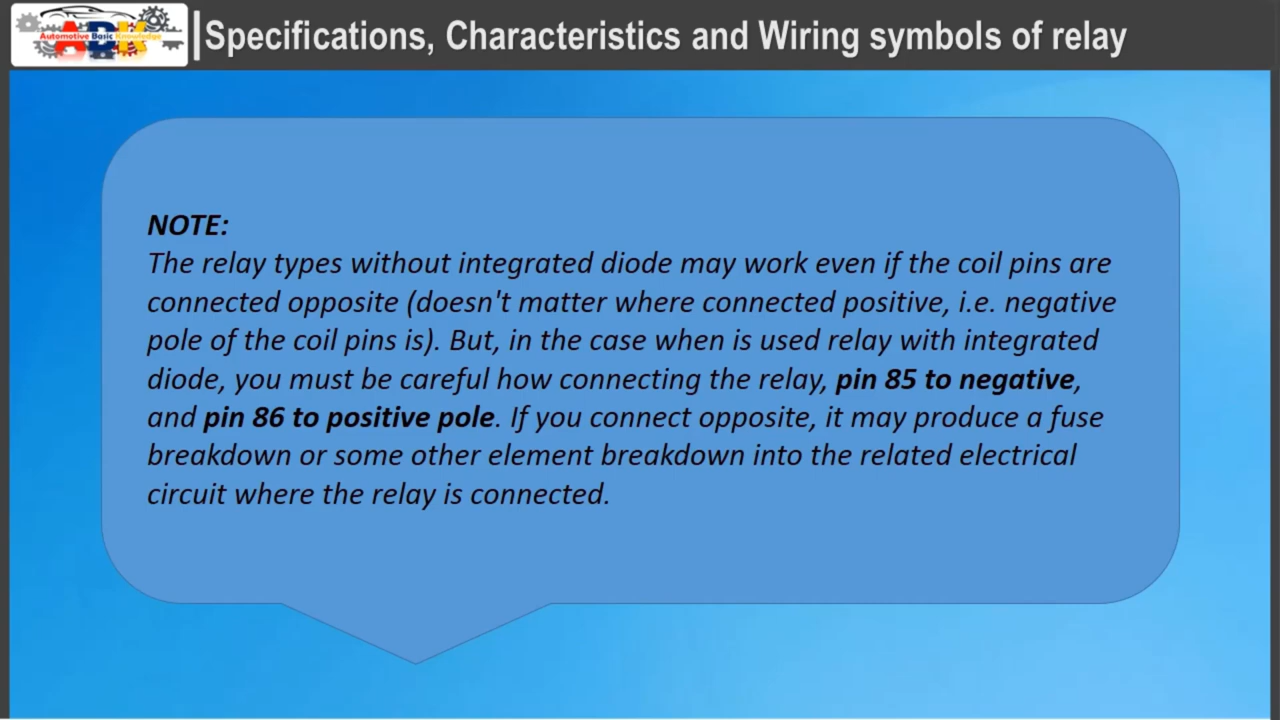 Automotive Basic Knowledge
ABK
Specifications, Characteristics and Wiring symbols of relay
NOTE:
The relay types without integrated diode may work even if the coil pins are
connected opposite (doesn't matter where connected positive, i.e. negative
pole of the coil pins is). But, in the case when is used relay with integrated
diode, you must be careful how connecting the relay, pin 85 to negative,
and pin 86 to positive pole. If you connect opposite, it may produce a fuse
breakdown or some other element breakdown into the related electrical
circuit where the relay is connected.